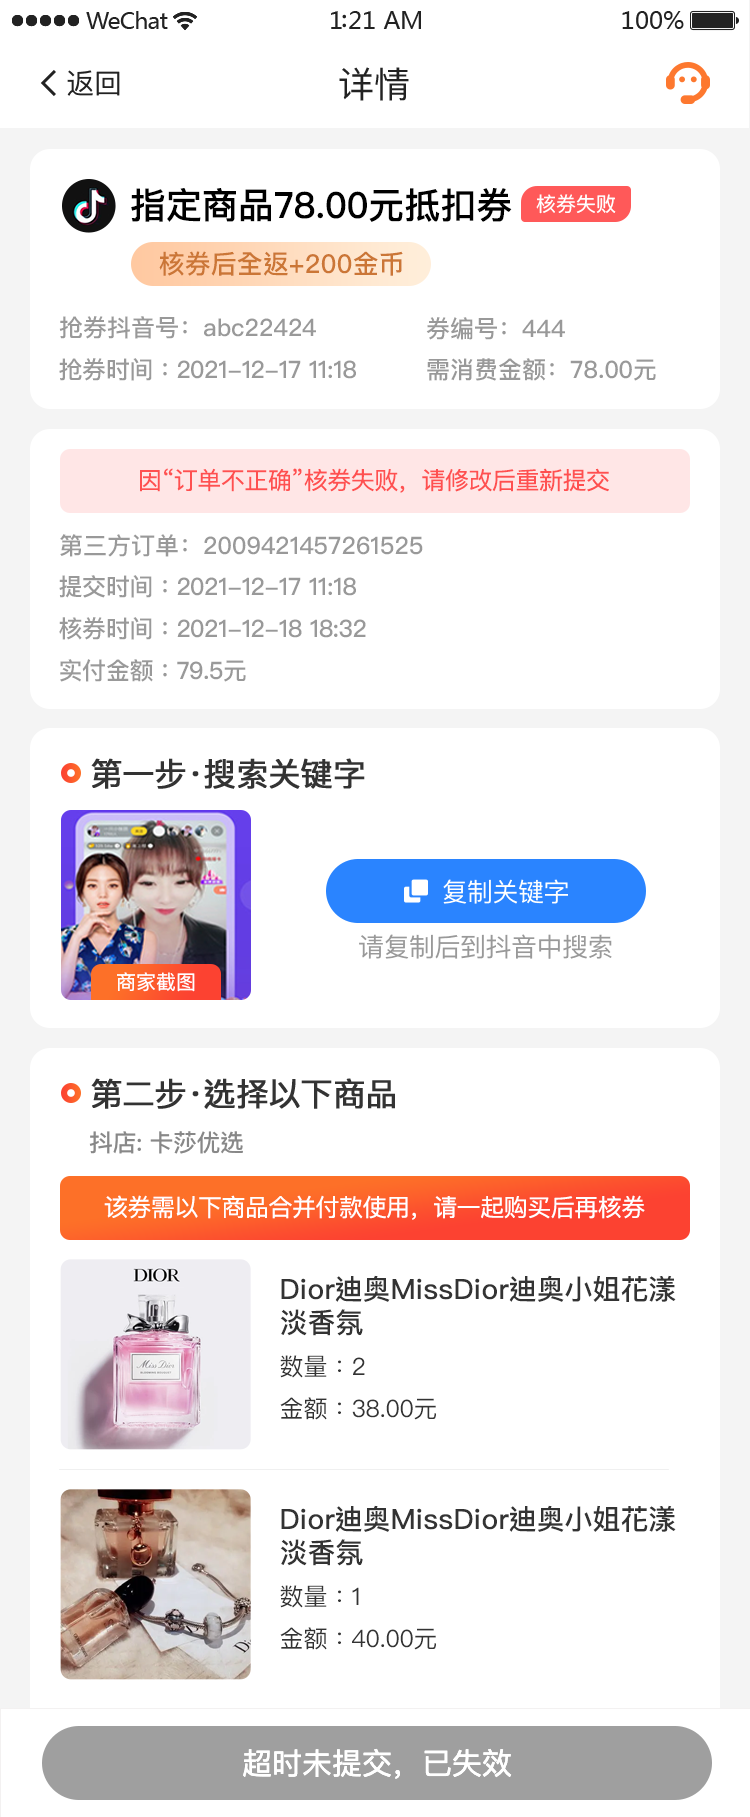 WeChat 1:21 AM 100%
返回 详情
指定商品78.00元抵扣券 核券失败
核券后全返+200金币
抢券抖音号：abc22424 券编号：444
抢券时间：2021-12-17 11:18 需消费金额：78.00元
因“订单不正确”核券失败，请修改后重新提交
第三方订单：2009421457261525
提交时间：2021-12-17 11:18
核券时间：2021-12-18 18:32
实付金额：79.5元
第一步·搜索关键字
商家截图
复制关键字
请复制后到抖音中搜索
第二步·选择以下商品
抖店: 卡莎优选
该券需以下商品合并付款使用，请一起购买后再核券
DIOR
Miss Dior
Dior迪奥MissDior迪奥小姐花漾
淡香氛
数量：2
金额：38.00元
Dior迪奥MissDior迪奥小姐花漾
淡香氛
数量：1
金额：40.00元
超时未提交，已失效